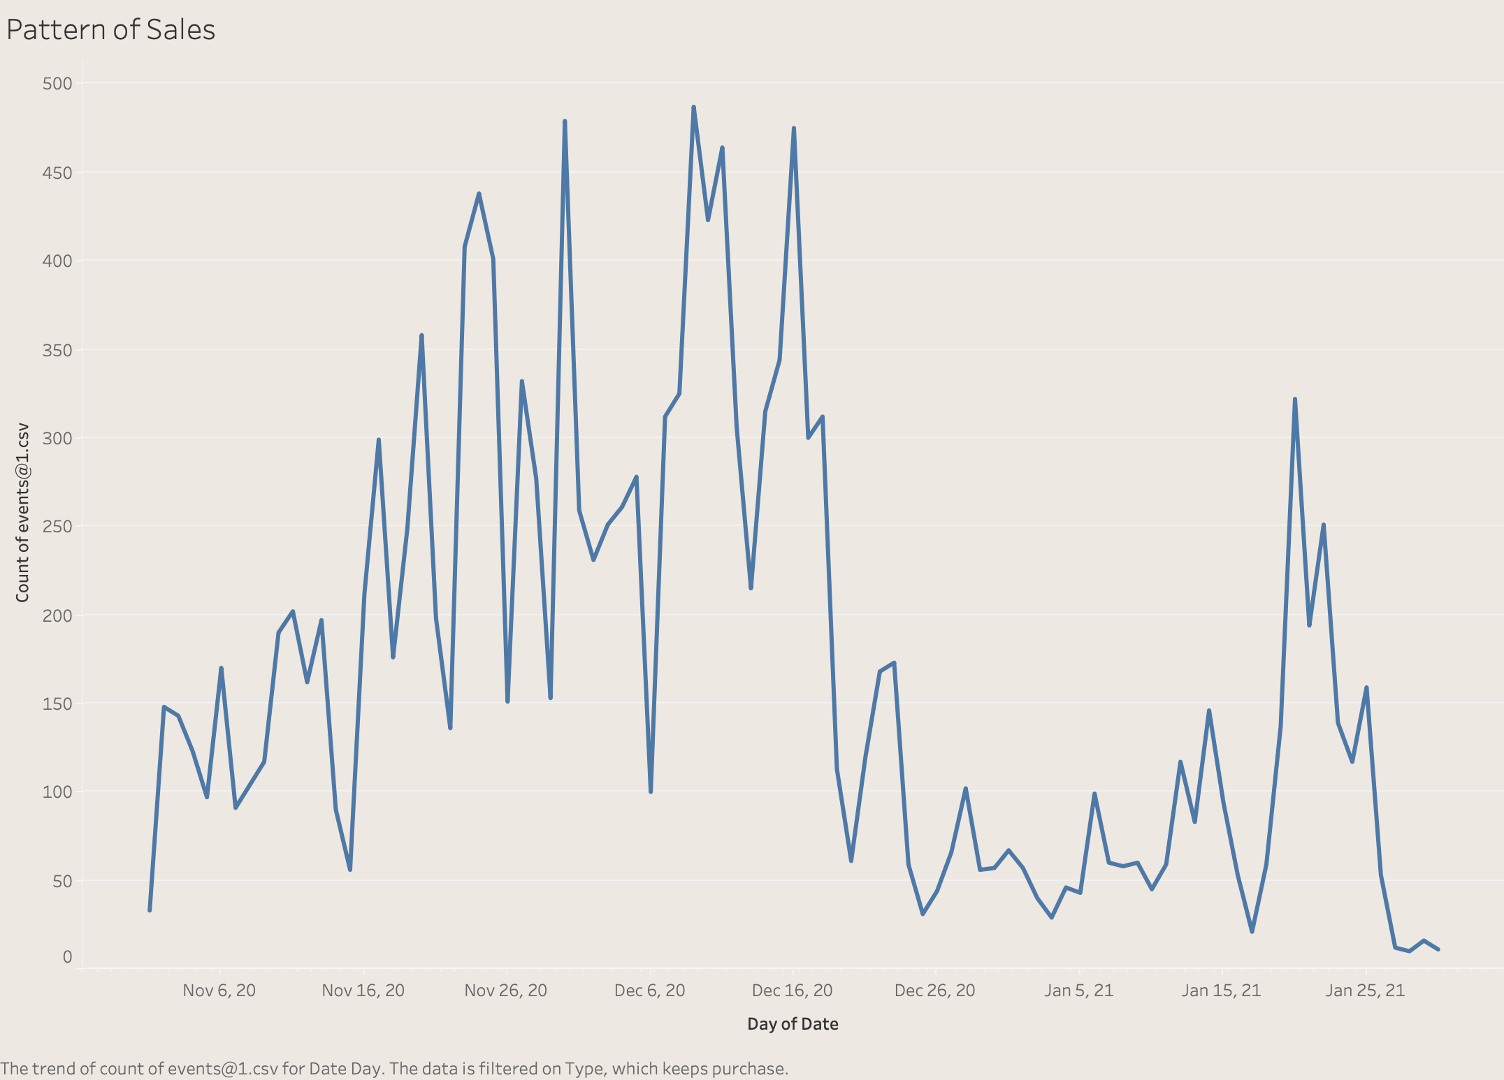 Pattern of Sales
500
450
400
350
300
250
200
150
100
50
0
Count of events@1.csv
Nov 6, 20
Nov 16, 20
Nov 26, 20
Dec 6, 20
Dec 16, 20
Dec 26, 20
Jan 5, 21
Jan 15, 21
Jan 25, 21
Day of Date
The trend of count of events@1.csv for Date Day. The data is filtered on Type, which keeps purchase.